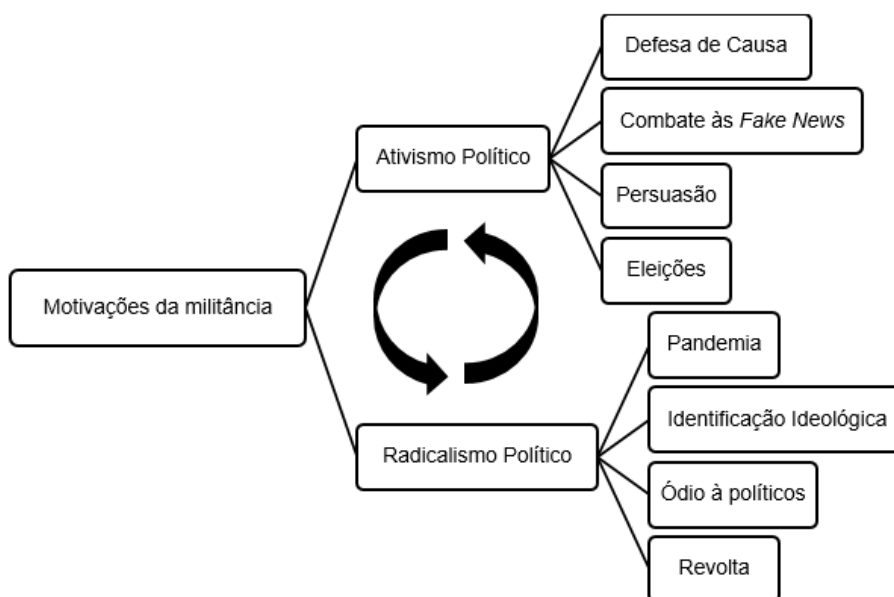 Defesa de Causa
Combate às Fake News
Ativismo Político
Persuasão
Eleições
Motivações da militância
Pandemia
Identificação Ideológica
Radicalismo Político
Ódio à políticos
Revolta